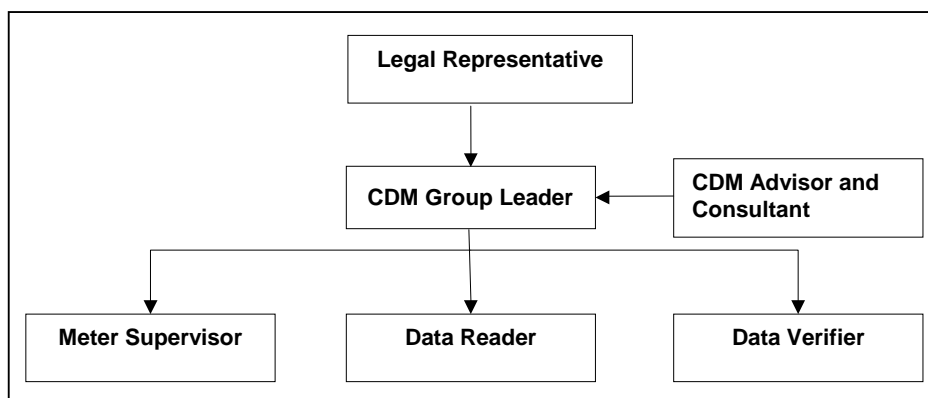 Legal Representative
CDM Group Leader
CDM Advisor and
Consultant
Meter Supervisor
Data Reader
Data Verifier